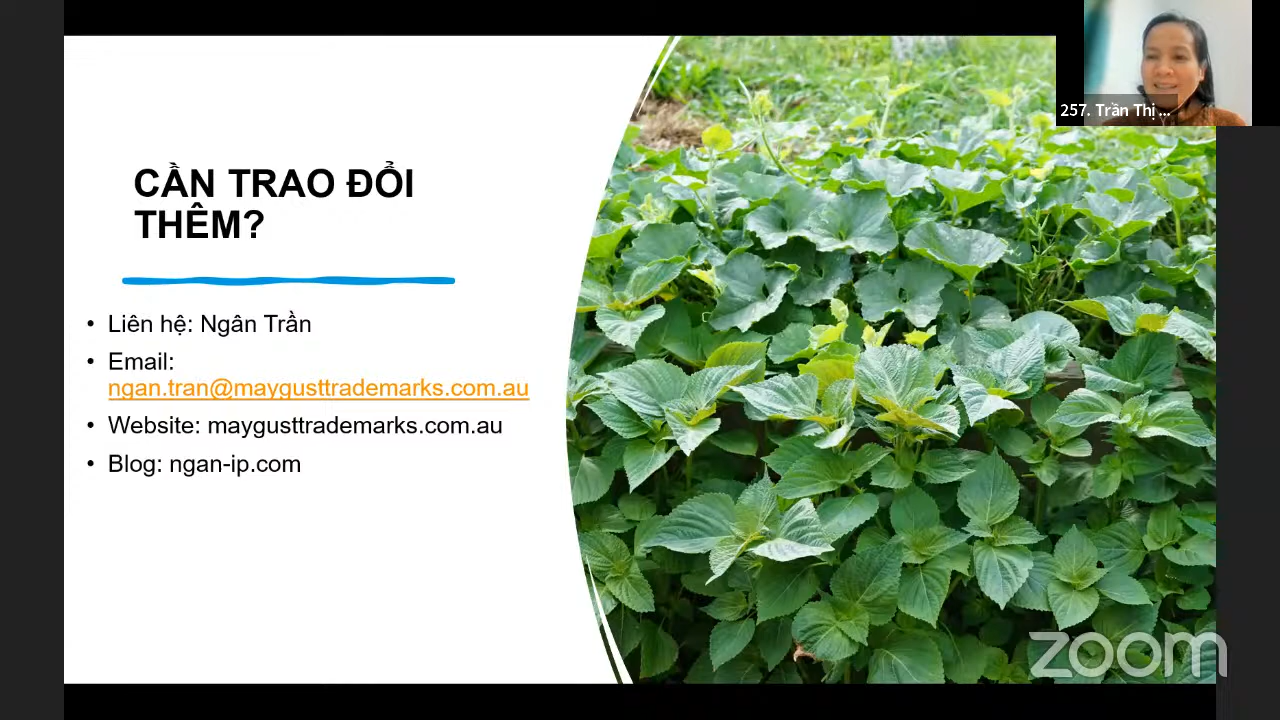 257. Trần Thị ...
CẦN TRAO ĐỔI
THÊM?
• Liên hệ: Ngân Trần
• Email:
ngan.tran@maygusttrademarks.com.au
• Website: maygusttrademarks.com.au
• Blog: ngan-ip.com
zoom